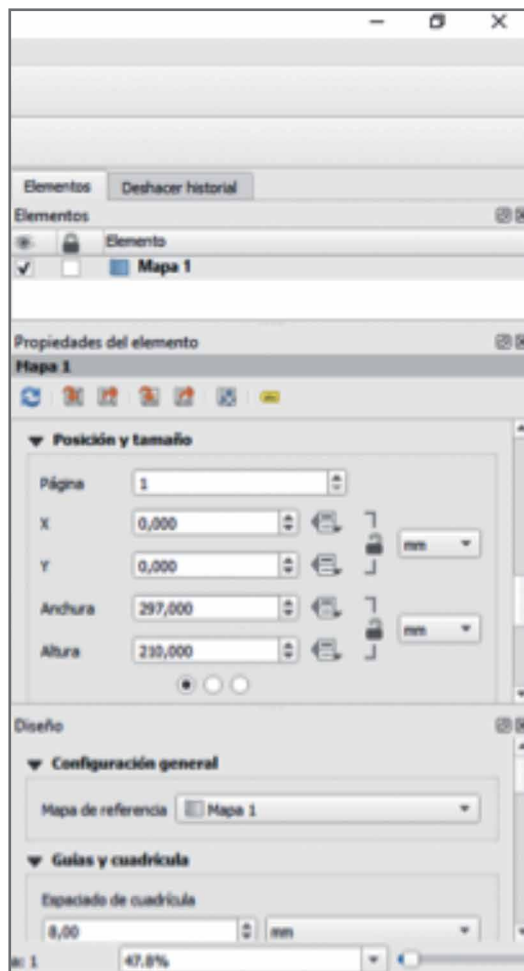 Elementos Deshacer historial
Elementos
Elemento
Mapa 1
Propiedades del elemento
Mapa 1
Posición y tamaño
Página 1
X 0,000 mm
Y 0,000
Anchura 297,000 mm
Altura 210,000
Diseño
Configuración general
Mapa de referencia Mapa 1
Guías y cuadrícula
Espaciado de cuadrícula
8,00 mm
a: 1 47.8%